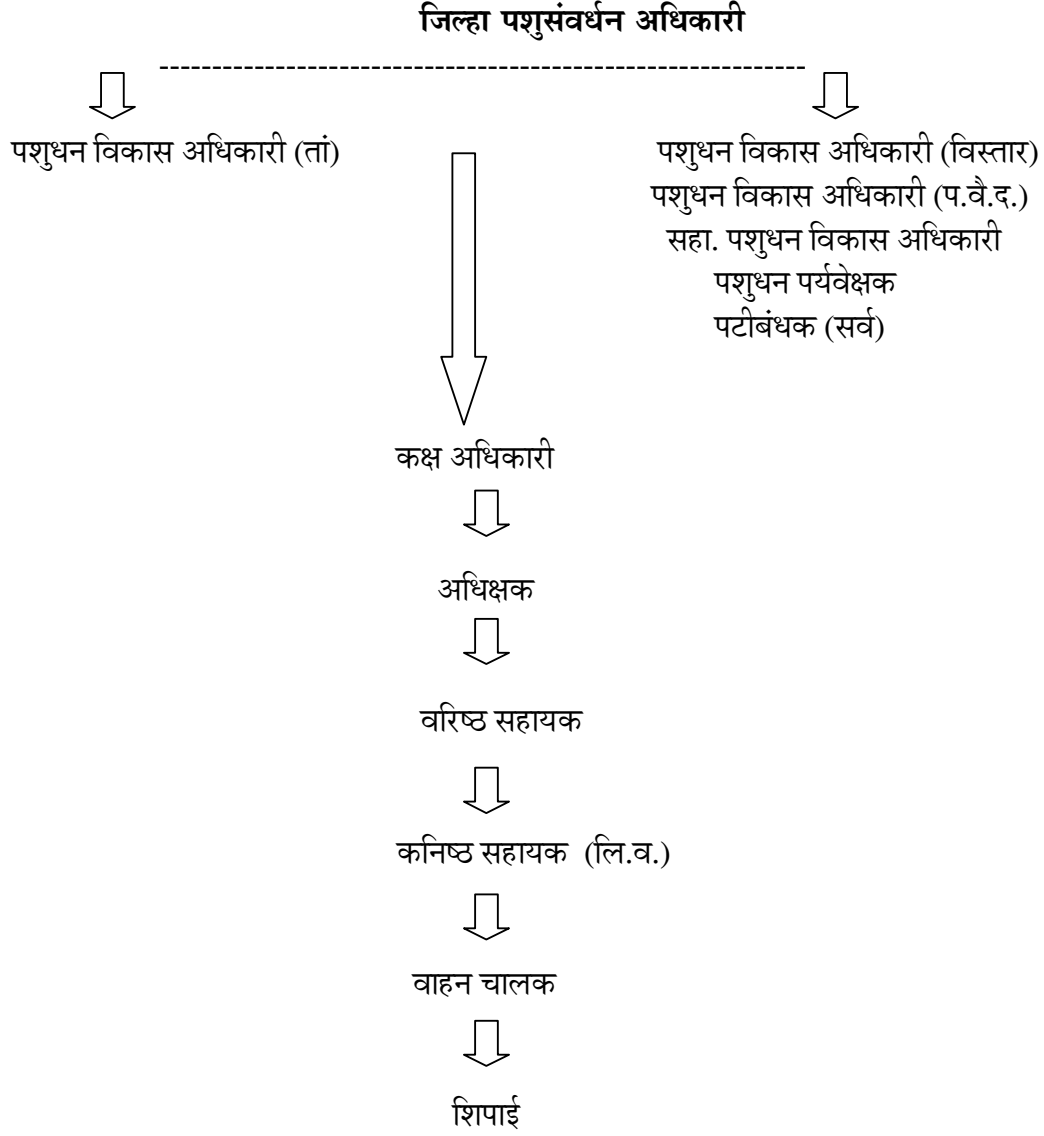 जिल्हा पशुसंवर्धन अधिकारी
-------------------------------------------------------------
पशुधन विकास अधिकारी (तां)
पशुधन विकास अधिकारी (विस्तार)
पशुधन विकास अधिकारी (प.वै.द.)
सहा. पशुधन विकास अधिकारी
पशुधन पर्यवेक्षक
पटीबंधक (सर्व)
कक्ष अधिकारी
अधिक्षक
वरिष्ठ सहायक
कनिष्ठ सहायक (लि.व.)
वाहन चालक
शिपाई